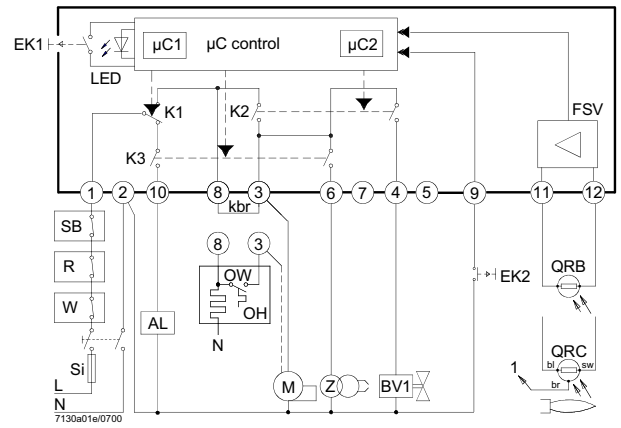 EK1
µC1
µC control
µC2
LED
K1
K2
K3
FSV
1
2
10
8
3
6
7
4
5
9
11
12
kbr
SB
R
W
Si
L
N
7130a01e/0700
AL
8
3
OW
OH
N
M
Z
BV1
EK2
QRB
QRC
bl
sw
br
1